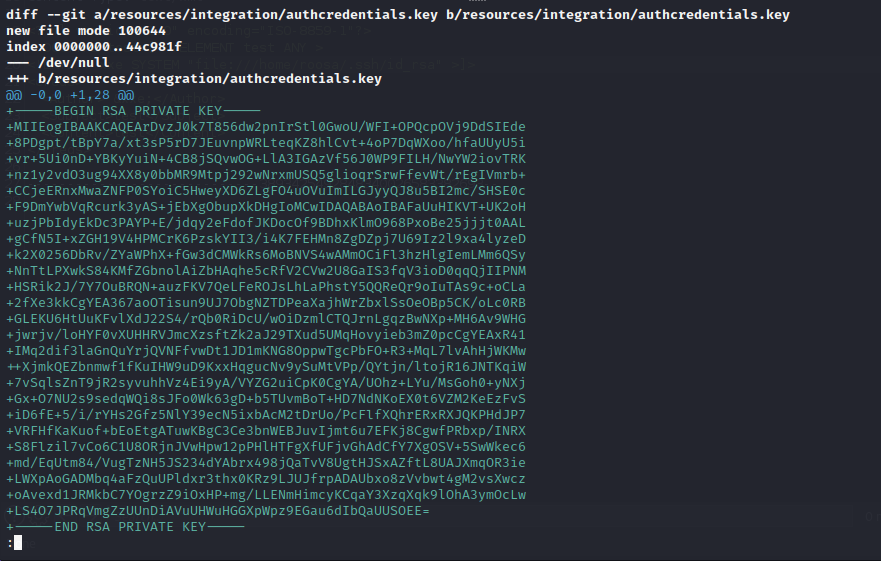 diff --git a/resources/integration/authcredentials.key b/resources/integration/authcredentials.key
new file mode 100644
index 0000000..44c981f
--- /dev/null
+++ b/resources/integration/authcredentials.key
@@ -0,0 +1,28 @@
+-----BEGIN RSA PRIVATE KEY-----
+MIIEogIBAAKCAQEArDvzJ0k7T856dw2pnIrStl0GwoU/WFI+OPQcpOVj9DdSIEde
+8PDgpt/tBpY7a/xt3sP5rD7JEuvnpWRLteqKZ8hlCvt+4oP7DqWXoo/hfaUUyU5i
+vr+5Ui0nD+YBKyYuiN+4CB8jSQvwOG+LlA3IGAzVf56J0WP9FILH/NwYW2iovTRK
+nz1y2vdO3ug94XX8y0bbMR9Mtpj292wNrxmUSQ5glioqrSrwFfevWt/rEgIVmrb+
+CCjeERnxMwaZNFP0SYoiC5HweyXD6ZLgFO4uOVuImILGJyyQJ8u5BI2mc/SHSE0c
+F9DmYwbVqRcurk3yAS+jEbXgObupXkDHgIoMCwIDAQABAoIBAFaUuHIKVT+UK2oH
+uzjPbIdyEkDc3PAYP+E/jdqy2eFdofJKDocOf9BDhxKlmO968PxoBe25jjjt0AAL
+gCfN5I+xZGH19V4HPMCrK6PzskYII3/i4K7FEHMn8ZgDZpj7U69Iz2l9xa4lyzeD
+k2X0256DbRv/ZYaWPhX+fGw3dCMWkRs6MoBNVS4wAMmOCiFl3hzHlgIemLMm6QSy
+NnTtLPXwkS84KMfZGbnolAiZbHAqhe5cRfV2CVw2U8GaIS3fqV3ioD0qqQjIIPNM
+HSRik2J/7Y7OuBRQN+auzFKV7QeLFeROJsLhLaPhstY5QQReQr9oIuTAs9c+oCLa
+2fXe3kkCgYEA367aoOTisun9UJ7ObgNZTDPeaXajhWrZbxlSsOeOBp5CK/oLc0RB
+GLEKU6HtUuKFvlXdJ22S4/rQb0RiDcU/wOiDzmlCTQJrnLgqzBwNXp+MH6Av9WHG
+jwrjv/loHYF0vXUHHRVJmcXzsftZk2aJ29TXud5UMqHovyieb3mZ0pcCgYEAxR41
+IMq2dif3laGnQuYrjQVNFfvwDt1JD1mKNG8OppwTgcPbFO+R3+MqL7lvAhHjWKMw
++XjmkQEZbnmwf1fKuIHW9uD9KxxHqgucNv9ySuMtVPp/QYtjn/ltojR16JNTKqiW
+7vSqlsZnT9jR2syvuhhVz4Ei9yA/VYZG2uiCpK0CgYA/UOhz+LYu/MsGoh0+yNXj
+Gx+O7NU2s9sedqWQi8sJFo0Wk63gD+b5TUvmBoT+HD7NdNKoEX0t6VZM2KeEzFvS
+iD6fE+5/i/rYHs2Gfz5NlY39ecN5ixbAcM2tDrUo/PcFlfXQhrERxRXJQKPHdJP7
+VRFHfKaKuof+bEoEtgATuwKBgC3Ce3bnWEBJuvIjmt6u7EFKj8CgwfPRbxp/INRX
+S8Flzil7vCo6C1U8ORjnJVwHpw12pPHlHTFgXfUFjvGhAdCfY7XgOSV+5SwWkec6
+md/EqUtm84/VugTzNH5JS234dYAbrx498jQaTvV8UgtHJSxAZftL8UAJXmqOR3ie
+LWXpAoGADMbq4aFzQuUPldxr3thx0KRz9LJUJfrpADAUbxo8zVvbwt4gM2vsXwcz
+oAvexd1JRMkbC7YOgrzZ9iOxHP+mg/LLENmHimcyKCqaY3XzqXqk9lOhA3ymOcLw
+LS4O7JPRqVmgZzUUnDiAVuUHWuHGGXpWpz9EGau6dIbQaUUSOEE=
+-----END RSA PRIVATE KEY-----
: